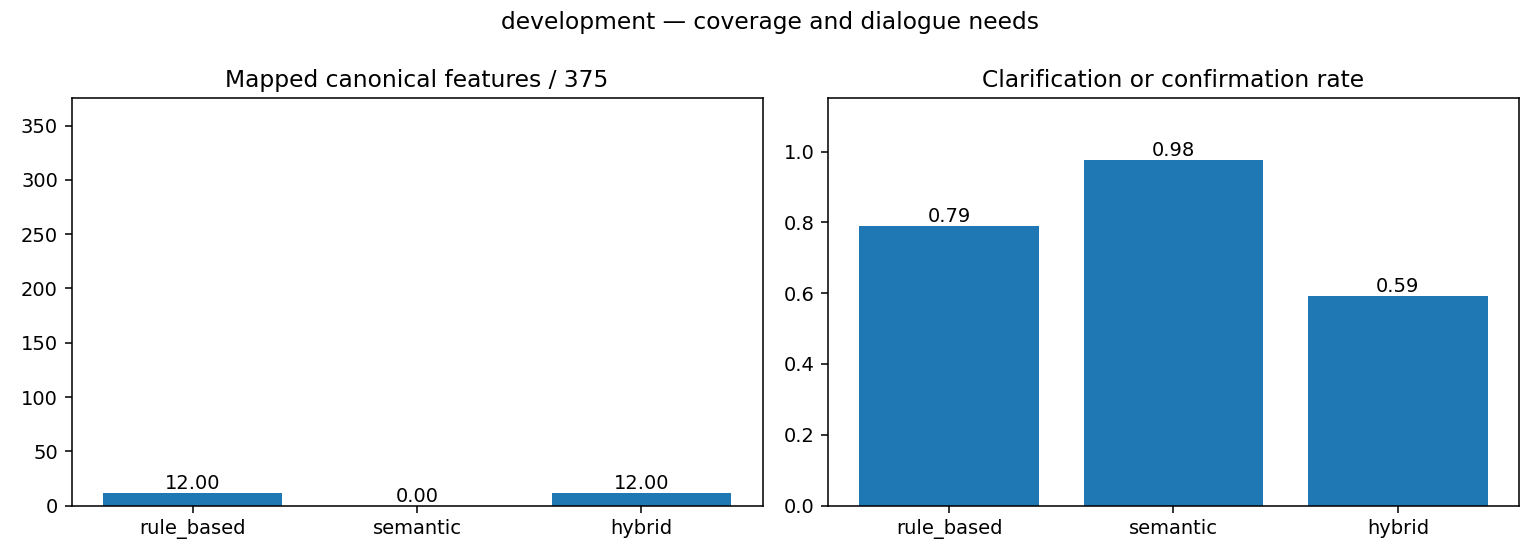 development — coverage and dialogue needs
Mapped canonical features / 375
350
300
250
200
150
100
50
0
12.00
0.00
12.00
rule_based
semantic
hybrid
Clarification or confirmation rate
1.0
0.8
0.6
0.4
0.2
0.0
0.79
0.98
0.59
rule_based
semantic
hybrid